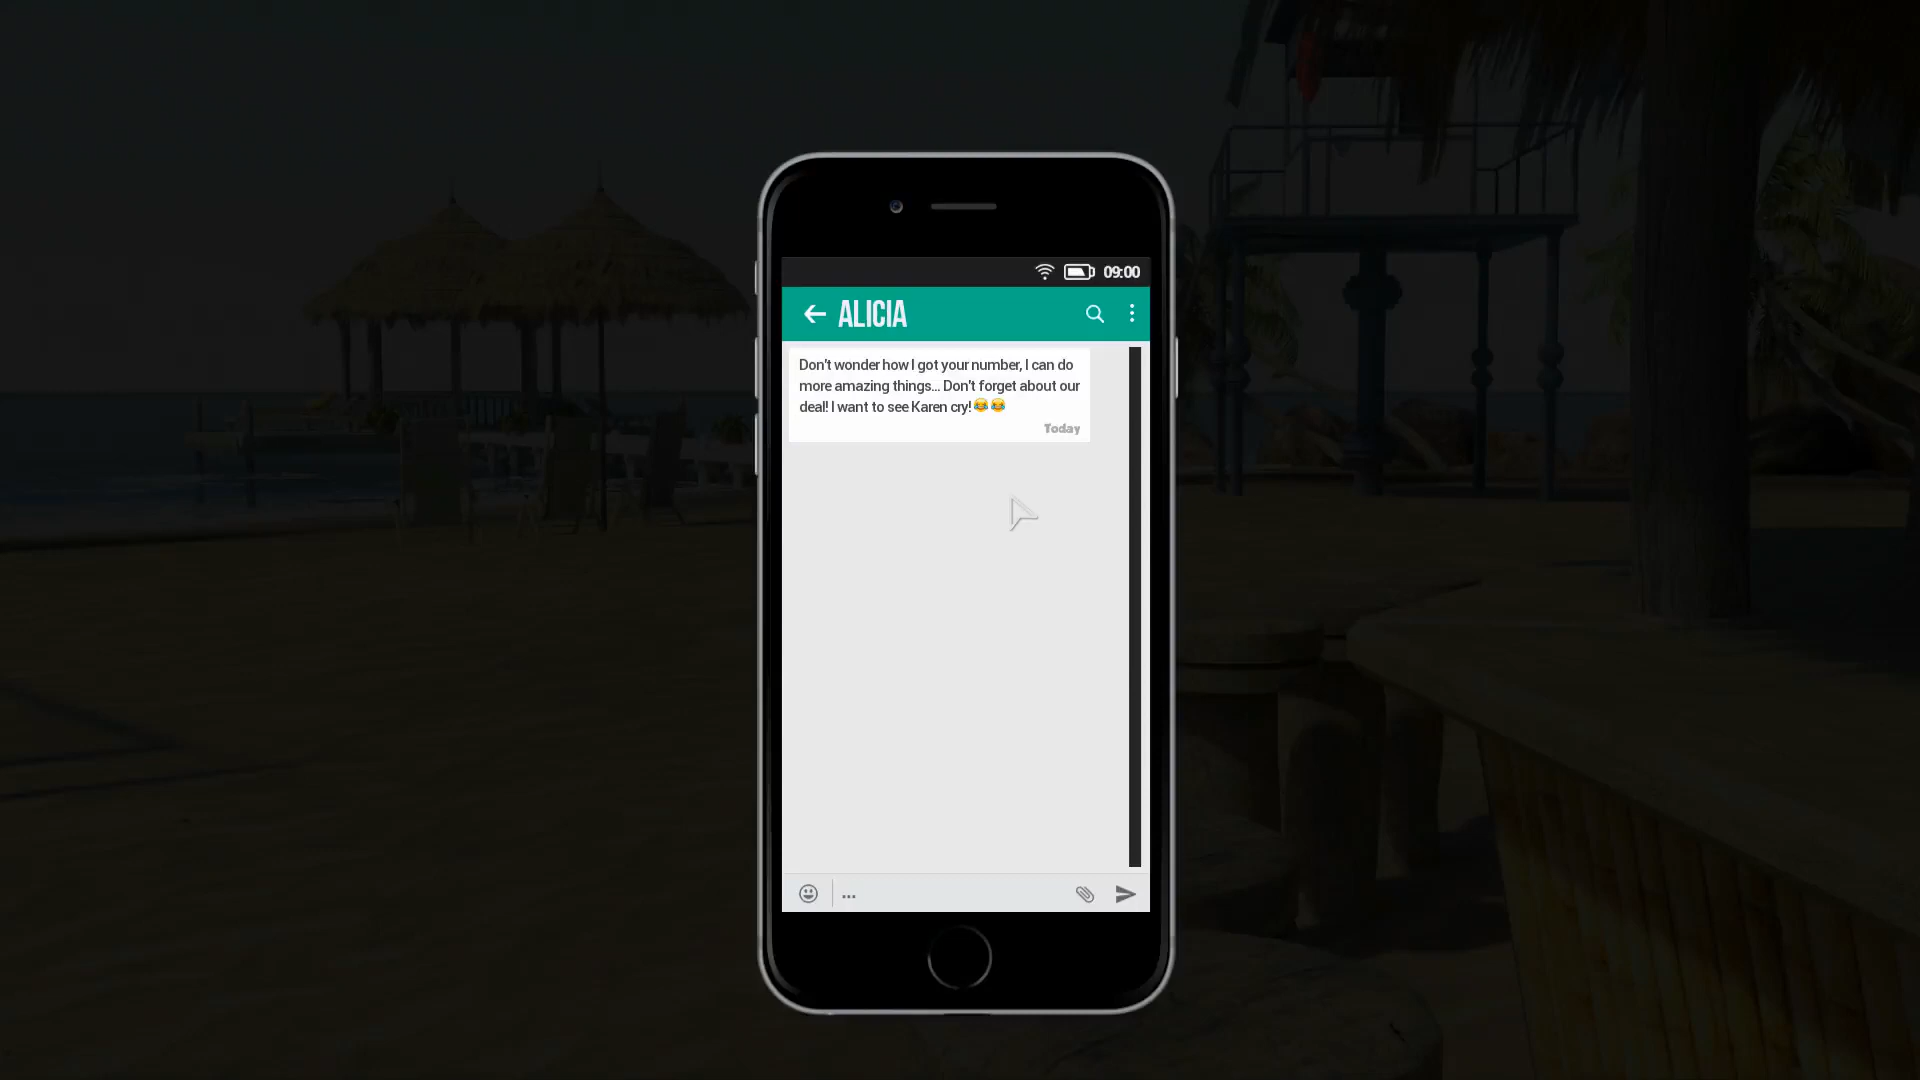 09:00
ALICIA
Don't wonder how I got your number, I can do
more amazing things... Don't forget about our
deal! I want to see Karen cry!😂😂
Today
...